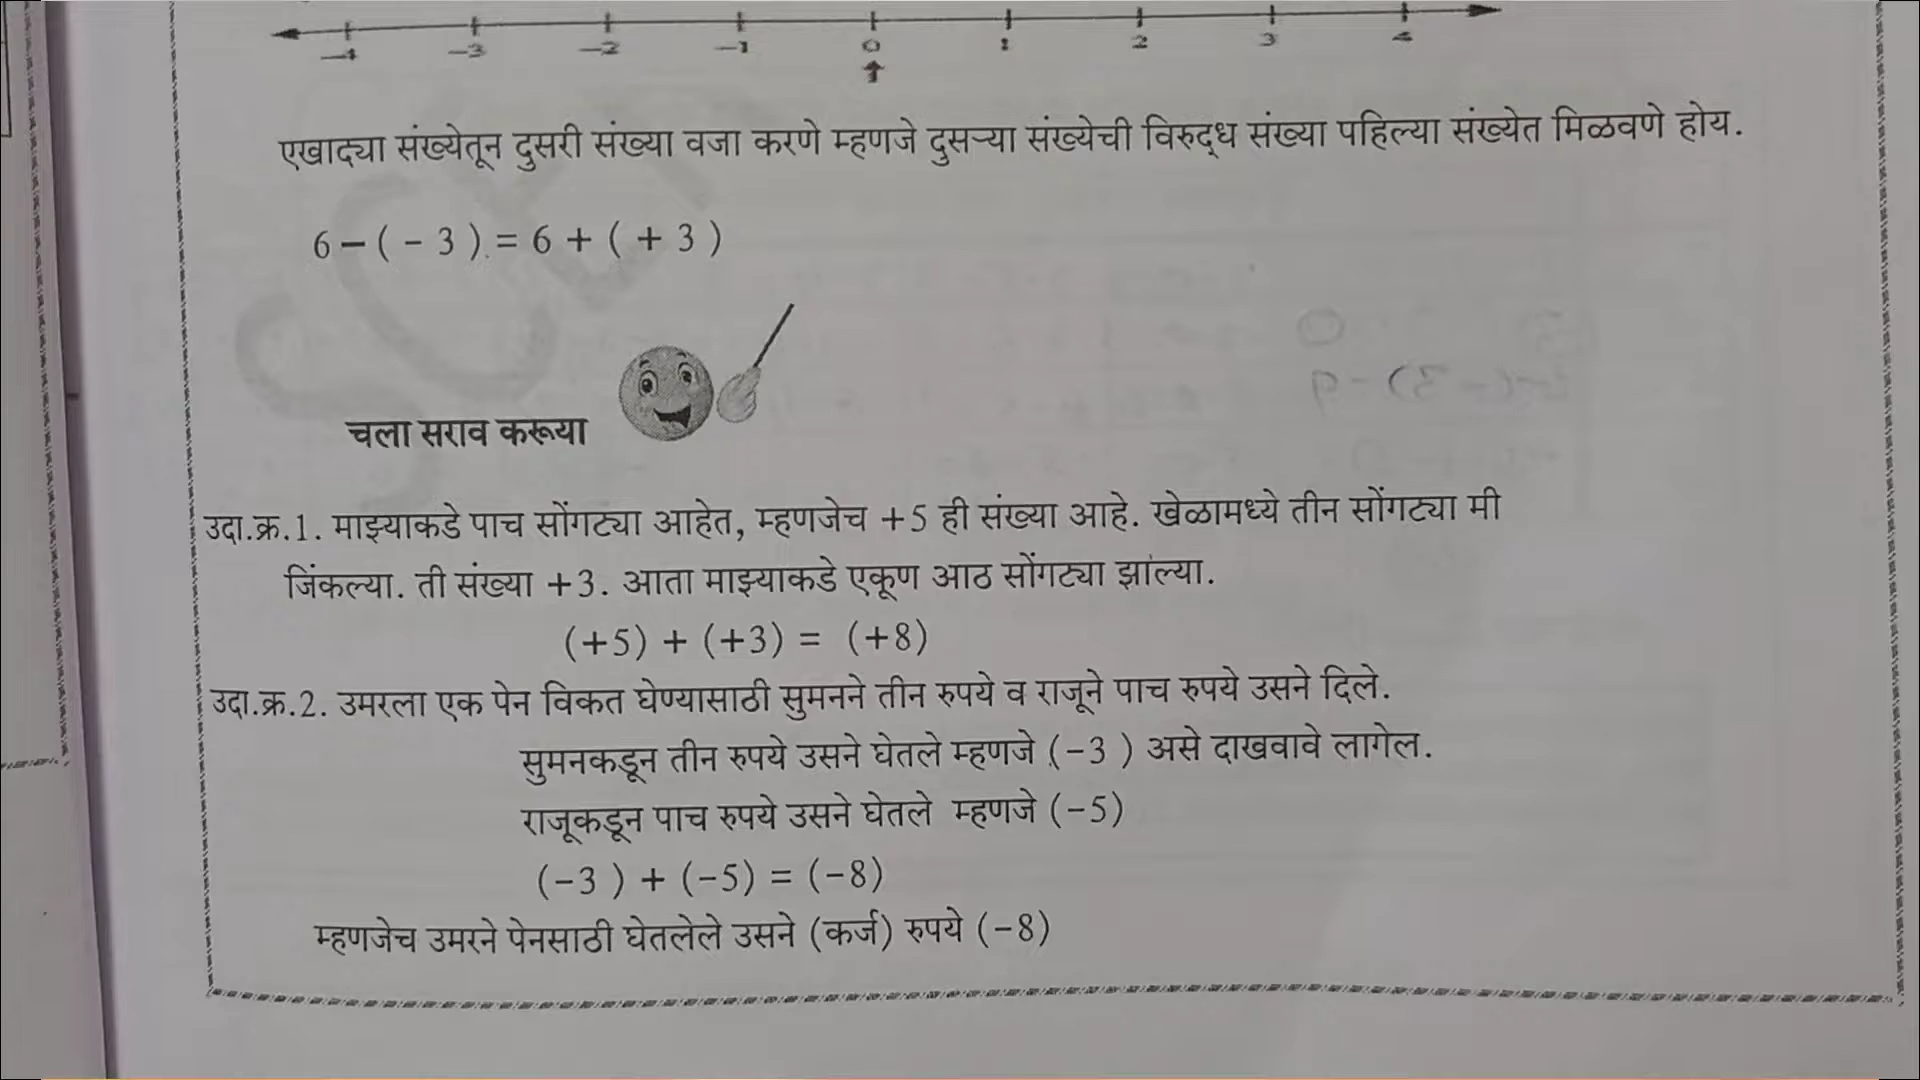 -4 -3 -2 -1 0 1 2 3 4
एखाद्या संख्येतून दुसरी संख्या वजा करणे म्हणजे दुसऱ्या संख्येची विरुद्ध संख्या पहिल्या संख्येत मिळवणे होय.
6 – ( - 3 ) = 6 + ( + 3 )
चला सराव करूया
उदा.क्र.1. माझ्याकडे पाच सोंगट्या आहेत, म्हणजेच +5 ही संख्या आहे. खेळामध्ये तीन सोंगट्या मी
जिंकल्या. ती संख्या +3. आता माझ्याकडे एकूण आठ सोंगट्या झाल्या.
(+5) + (+3) = (+8)
उदा.क्र.2. उमरला एक पेन विकत घेण्यासाठी सुमनने तीन रुपये व राजूने पाच रुपये उसने दिले.
सुमनकडून तीन रुपये उसने घेतले म्हणजे (-3 ) असे दाखवावे लागेल.
राजूकडून पाच रुपये उसने घेतले म्हणजे (-5)
(-3 ) + (-5) = (-8)
म्हणजेच उमरने पेनसाठी घेतलेले उसने (कर्ज) रुपये (-8)